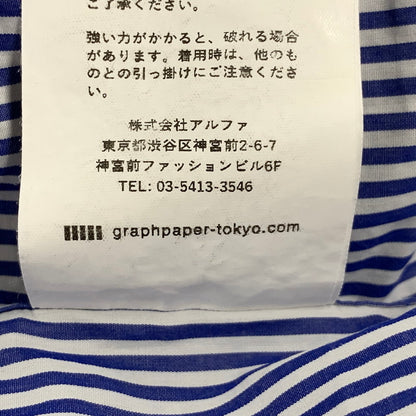 ご了承ください。
強い力がかかると、破れる場合
があります。着用時は、他のも
のとの引っ掛けにご注意くださ
い。
株式会社アルファ
東京都渋谷区神宮前2-6-7
神宮前ファッションビル6F
TEL: 03-5413-3546
graphpaper-tokyo.com